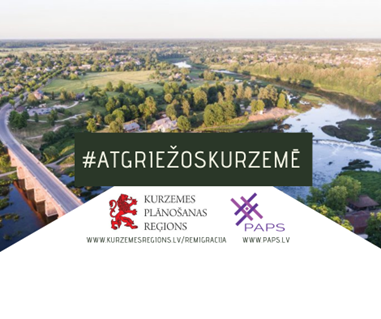 #ATGRIEŽOSKURZEMĒ
KURZEMES
PLĀNOŠANAS
REGIONS
PAPS
WWW.KURZEMESREGIONS.LV/REMIGRACIJA
WWW.PAPS.LV